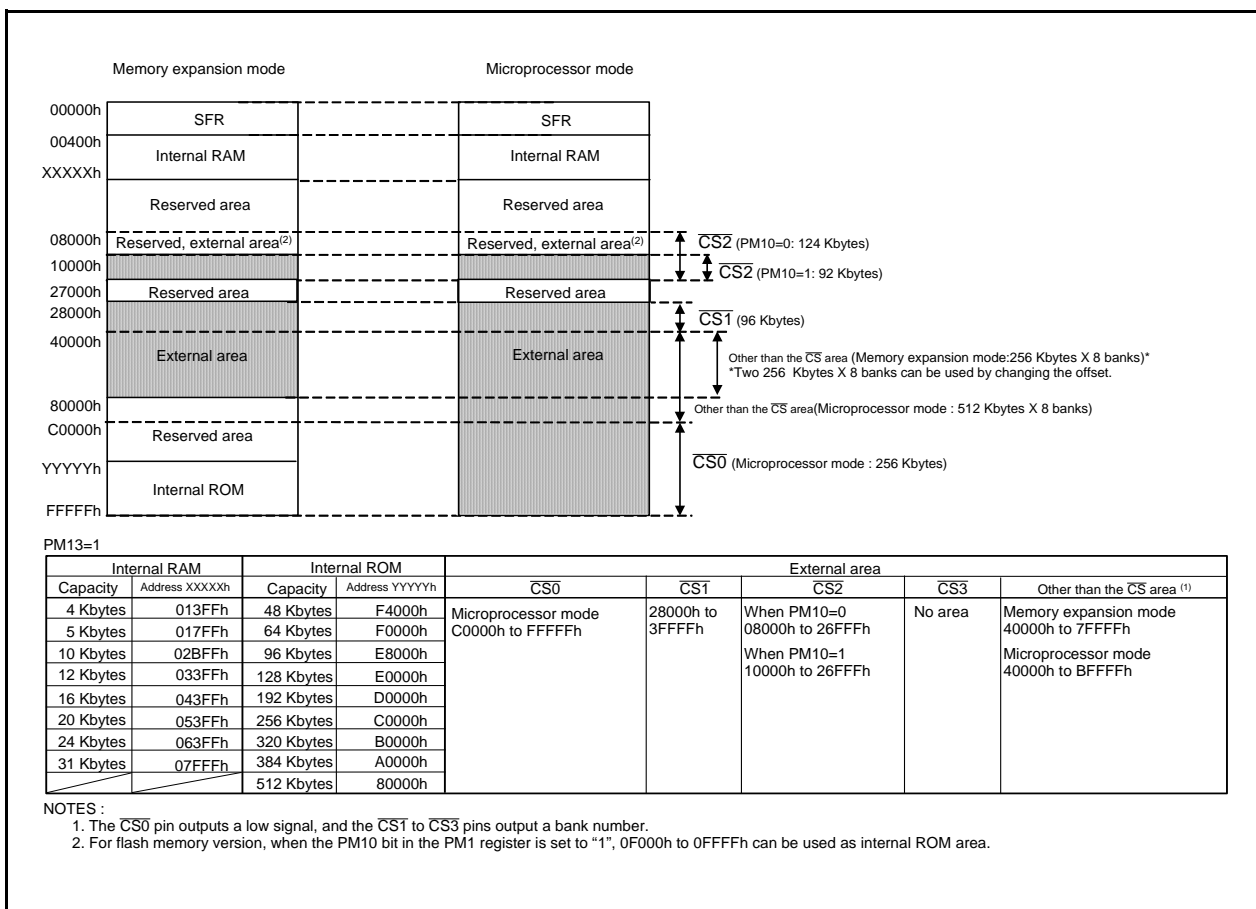 Memory expansion mode Microprocessor mode
00000h SFR SFR
00400h
Internal RAM Internal RAM
XXXXXh
Reserved area Reserved area
08000h Reserved, external area(2) Reserved, external area(2) CS2 (PM10=0: 124 Kbytes)
10000h CS2 (PM10=1: 92 Kbytes)
27000h Reserved area Reserved area
28000h CS1 (96 Kbytes)
40000h
External area External area Other than the CS area (Memory expansion mode:256 Kbytes X 8 banks)*
*Two 256 Kbytes X 8 banks can be used by changing the offset.
80000h Other than the CS area(Microprocessor mode : 512 Kbytes X 8 banks)
C0000h
Reserved area
YYYYYh CS0 (Microprocessor mode : 256 Kbytes)
Internal ROM
FFFFFh
PM13=1
Internal RAM Internal ROM External area
Capacity Address XXXXXh Capacity Address YYYYYh CS0 CS1 CS2 CS3 Other than the CS area (1)
4 Kbytes 013FFh 48 Kbytes F4000h Microprocessor mode 28000h to When PM10=0 No area Memory expansion mode
5 Kbytes 017FFh 64 Kbytes F0000h C0000h to FFFFFh 3FFFFh 08000h to 26FFFh 40000h to 7FFFFh
10 Kbytes 02BFFh 96 Kbytes E8000h When PM10=1 Microprocessor mode
12 Kbytes 033FFh 128 Kbytes E0000h 10000h to 26FFFh 40000h to BFFFFh
16 Kbytes 043FFh 192 Kbytes D0000h
20 Kbytes 053FFh 256 Kbytes C0000h
24 Kbytes 063FFh 320 Kbytes B0000h
31 Kbytes 07FFFh 384 Kbytes A0000h
512 Kbytes 80000h
NOTES :
1. The CS0 pin outputs a low signal, and the CS1 to CS3 pins output a bank number.
2. For flash memory version, when the PM10 bit in the PM1 register is set to “1”, 0F000h to 0FFFFh can be used as internal ROM area.